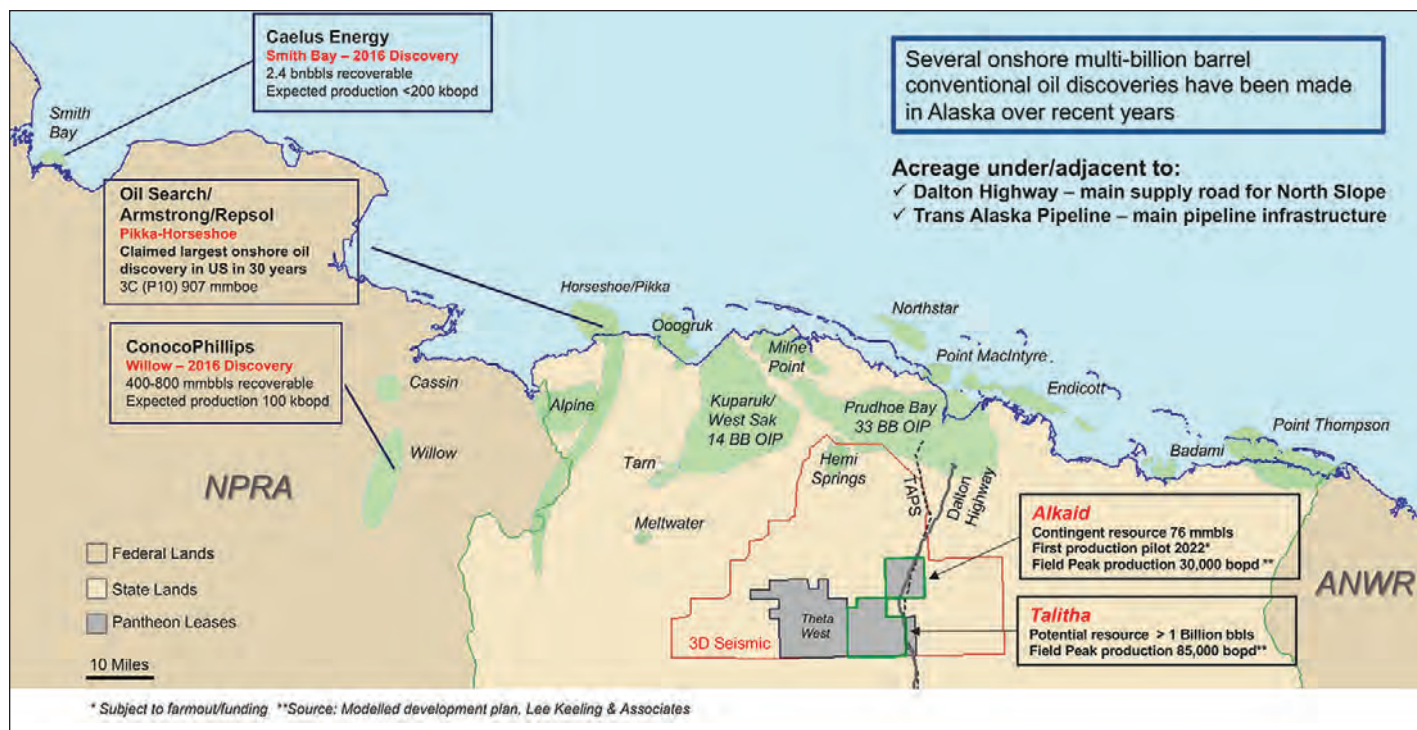 Caelus Energy
Smith Bay – 2016 Discovery
2.4 bnbbls recoverable
Expected production <200 kbopd
Several onshore multi-billion barrel
conventional oil discoveries have been made
in Alaska over recent years
Smith
Bay
Acreage under/adjacent to:
✓ Dalton Highway – main supply road for North Slope
✓ Trans Alaska Pipeline – main pipeline infrastructure
Oil Search/
Armstrong/Repsol
Pikka-Horseshoe
Claimed largest onshore oil
discovery in US in 30 years
3C (P10) 907 mmboe
Horseshoe/Pikka
Ooogruk
Milne
Point
Northstar
Point MacIntyre
Endicott
ConocoPhillips
Willow – 2016 Discovery
400-800 mmbbls recoverable
Expected production 100 kbopd
Cassin
Alpine
Kuparuk/
West Sak
14 BB OIP
Prudhoe Bay
33 BB OIP
Point Thompson
Badami
Willow
Tarn
Hemi
Springs
TAPS
Dalton
Highway
NPRA
Meltwater
Alkaid
Contingent resource 76 mmbls
First production pilot 2022*
Field Peak production 30,000 bopd **
ANWR
Federal Lands
State Lands
Pantheon Leases
10 Miles
3D Seismic
Theta
West
Talitha
Potential resource > 1 Billion bbls
Field Peak production 85,000 bopd**
* Subject to farmout/funding **Source: Modelled development plan, Lee Keeling & Associates